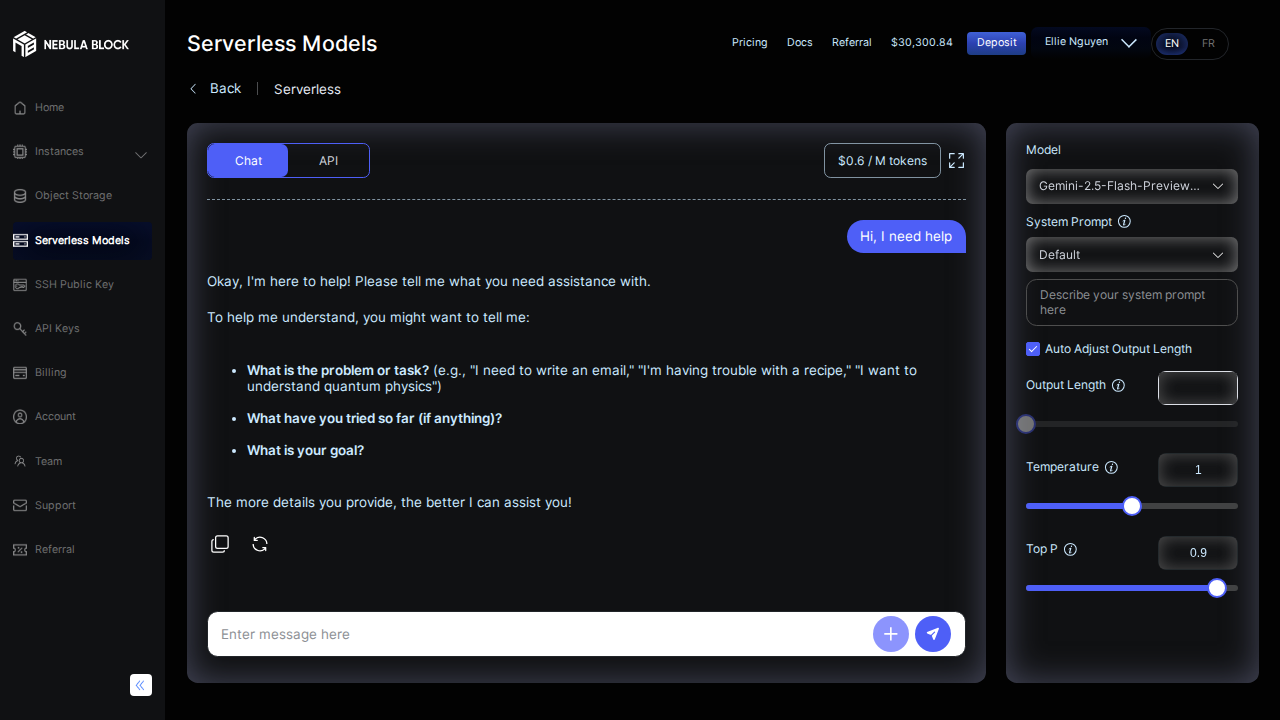 NEBULA BLOCK
Home
Instances
Object Storage
Serverless Models
SSH Public Key
API Keys
Billing
Account
Team
Support
Referral
Serverless Models
Pricing
Docs
Referral
$30,300.84
Deposit
Ellie Nguyen
EN
FR
Back
Serverless
Chat
API
$0.6 / M tokens
Hi, I need help
Okay, I'm here to help! Please tell me what you need assistance with.
To help me understand, you might want to tell me:
• What is the problem or task? (e.g., "I need to write an email," "I'm having trouble with a recipe," "I want to
understand quantum physics")
• What have you tried so far (if anything)?
• What is your goal?
The more details you provide, the better I can assist you!
Enter message here
Model
Gemini-2.5-Flash-Preview...
System Prompt
Default
Describe your system prompt
here
Auto Adjust Output Length
Output Length
Temperature
1
Top P
0.9